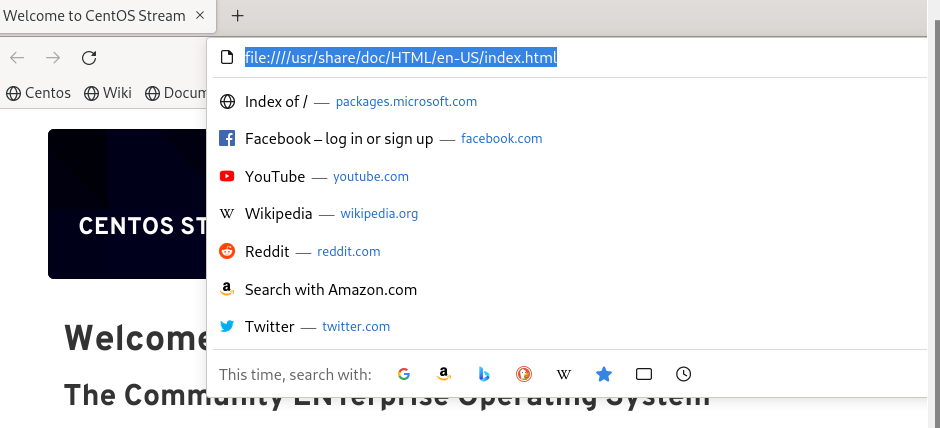 Welcome to CentOS Stream
file:////usr/share/doc/HTML/en-US/index.html
Centos Wiki Docum
Index of / — packages.microsoft.com
Facebook – log in or sign up — facebook.com
YouTube — youtube.com
Wikipedia — wikipedia.org
CENTOS ST
Reddit — reddit.com
Search with Amazon.com
Twitter — twitter.com
Welcome
This time, search with:
The Community ENTerprise Operating System